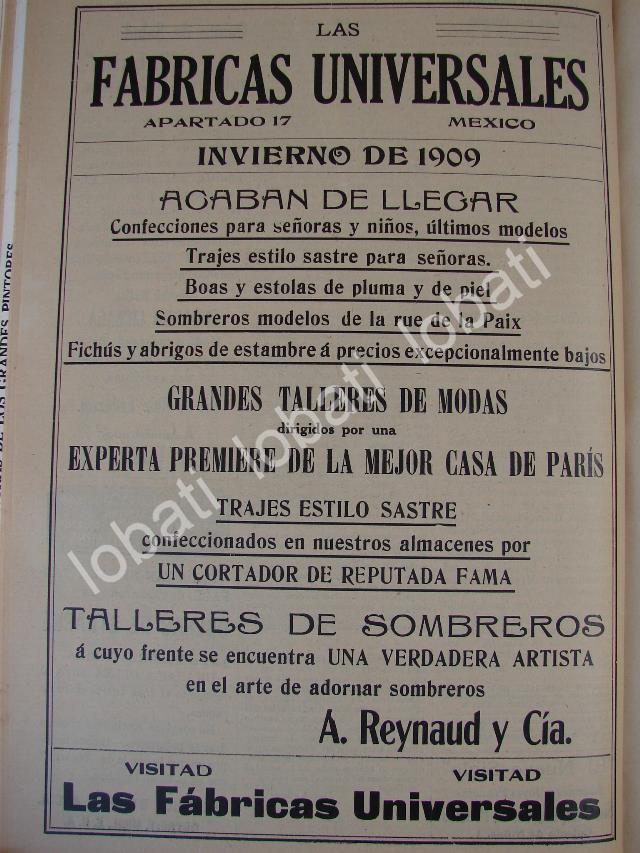 LAS
FABRICAS UNIVERSALES
APARTADO 17 MEXICO
INVIERNO DE 1909
ACABAN DE LLEGAR
Confecciones para señoras y niños, últimos modelos
Trajes estilo sastre para señoras.
Boas y estolas de pluma y de piel
Sombreros modelos de la rue de la Paix
Fichús y abrigos de estambre á precios excepcionalmente bajos
GRANDES TALLERES DE MODAS
dirigidos por una
EXPERTA PREMIERE DE LA MEJOR CASA DE PARÍS
TRAJES ESTILO SASTRE
confeccionados en nuestros almacenes por
UN CORTADOR DE REPUTADA FAMA
TALLERES DE SOMBREROS
á cuyo frente se encuentra UNA VERDADERA ARTISTA
en el arte de adornar sombreros
A. Reynaud y Cía.
VISITAD VISITAD
Las Fábricas Universales
lobati lobati lobati lobati
DE LOS GRANDES PINTORES